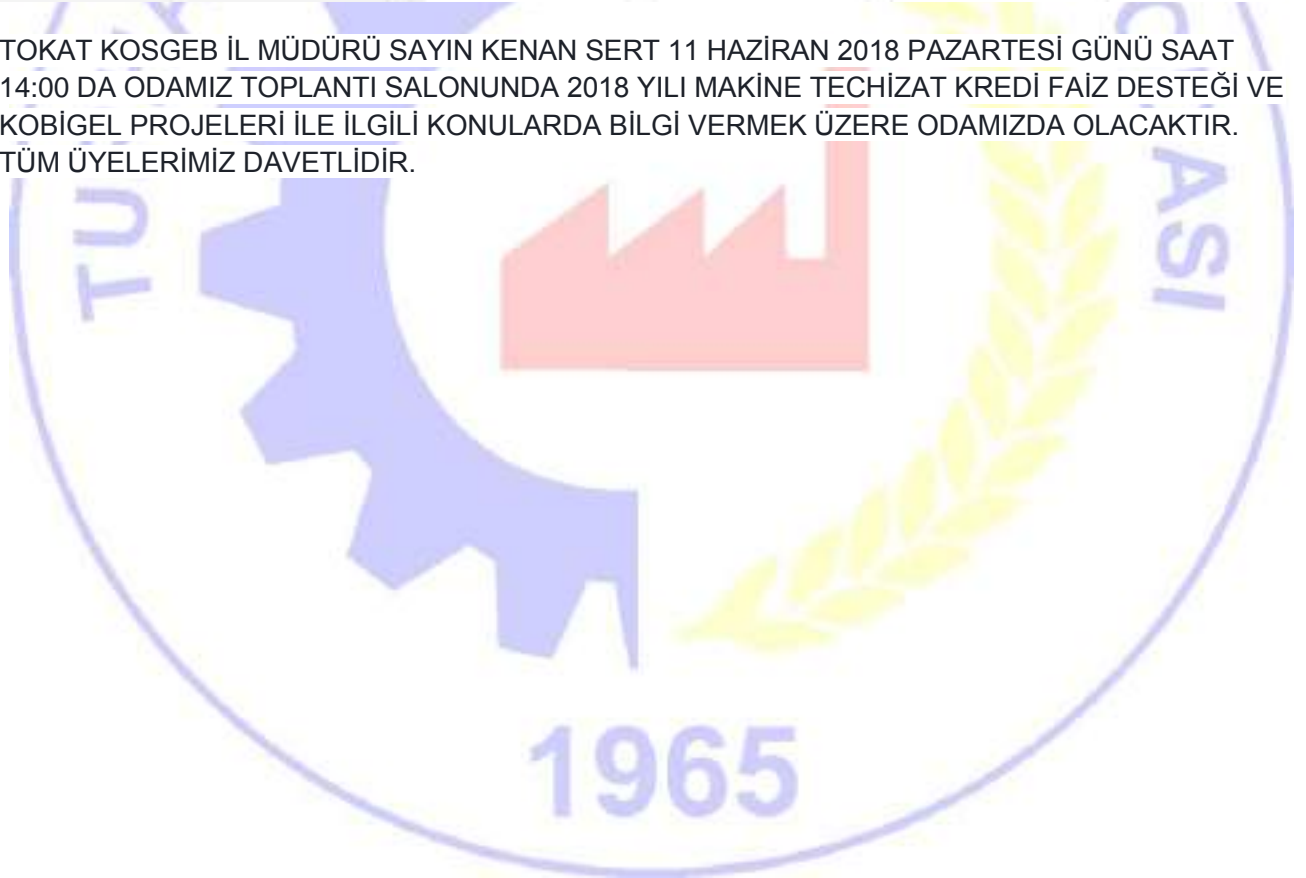 TOKAT KOSGEB İL MÜDÜRÜ SAYIN KENAN SERT 11 HAZİRAN 2018 PAZARTESİ GÜNÜ SAAT
14:00 DA ODAMIZ TOPLANTI SALONUNDA 2018 YILI MAKİNE TECHİZAT KREDİ FAİZ DESTEĞİ VE
KOBİGEL PROJELERİ İLE İLGİLİ KONULARDA BİLGİ VERMEK ÜZERE ODAMIZDA OLACAKTIR.
TÜM ÜYELERİMİZ DAVETLİDİR.
1965